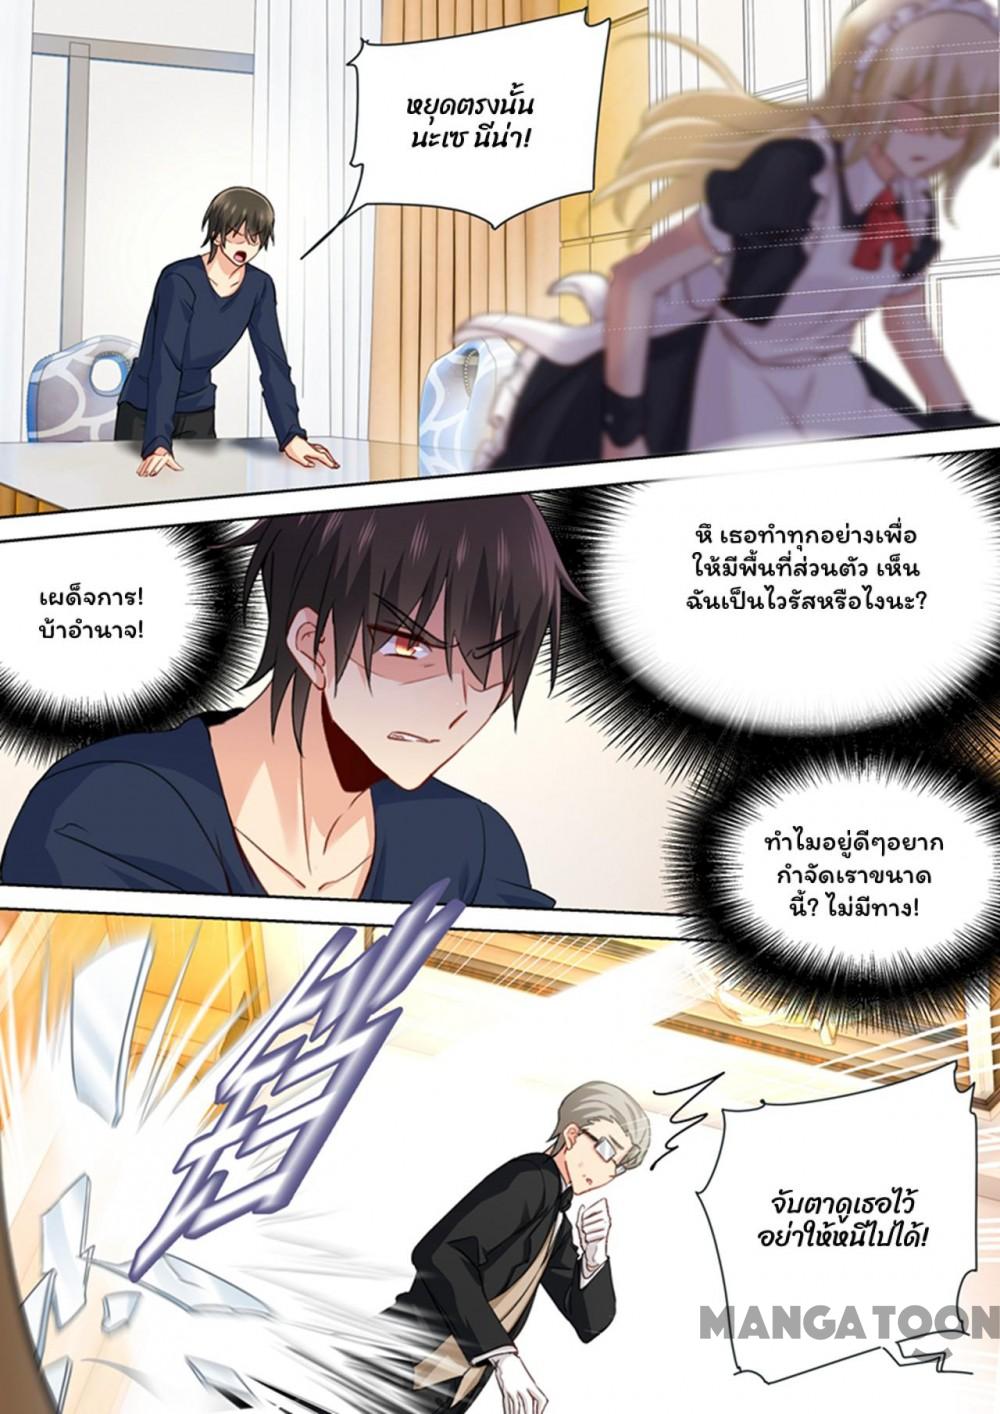 หยุดตรงนั้น
นะเซ นีน่า!
หึ เธอทำทุกอย่างเพื่อ
ให้มีพื้นที่ส่วนตัว เห็น
ฉันเป็นไวรัสหรือไงนะ?
เผด็จการ!
บ้าอำนาจ!
ทำไมอยู่ดีๆอยาก
กำจัดเราขนาด
นี้? ไม่มีทาง!
จับตาดูเธอไว้
อย่าให้หนีไปได้!
MANGATOON